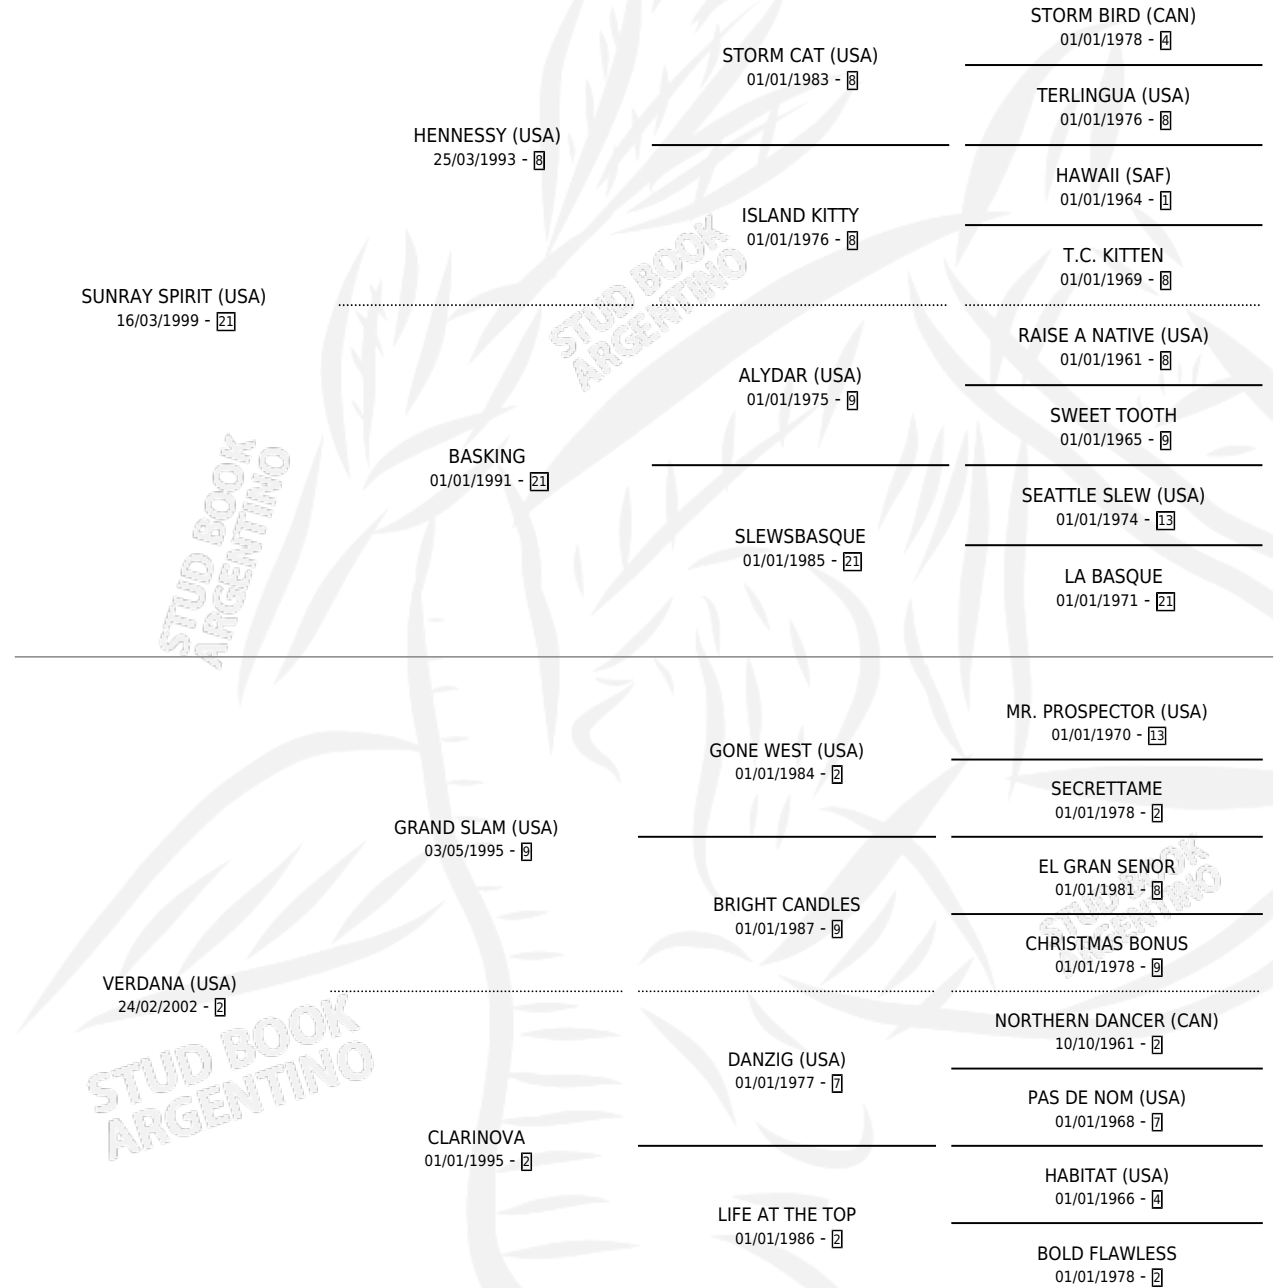 STORM BIRD (CAN)
01/01/1978 - 4
STORM CAT (USA)
01/01/1983 - 8
TERLINGUA (USA)
01/01/1976 - 8
HENNESSY (USA)
25/03/1993 - 8
HAWAII (SAF)
01/01/1964 - 1
ISLAND KITTY
01/01/1976 - 8
T.C. KITTEN
01/01/1969 - 8
SUNRAY SPIRIT (USA)
16/03/1999 - 21
RAISE A NATIVE (USA)
01/01/1961 - 8
ALYDAR (USA)
01/01/1975 - 9
SWEET TOOTH
01/01/1965 - 9
BASKING
01/01/1991 - 21
SEATTLE SLEW (USA)
01/01/1974 - 13
SLEWSBASQUE
01/01/1985 - 21
LA BASQUE
01/01/1971 - 21
MR. PROSPECTOR (USA)
01/01/1970 - 13
GONE WEST (USA)
01/01/1984 - 2
SECRETTAME
01/01/1978 - 2
GRAND SLAM (USA)
03/05/1995 - 9
EL GRAN SENOR
01/01/1981 - 8
BRIGHT CANDLES
01/01/1987 - 9
CHRISTMAS BONUS
01/01/1978 - 9
VERDANA (USA)
24/02/2002 - 2
NORTHERN DANCER (CAN)
10/10/1961 - 2
DANZIG (USA)
01/01/1977 - 7
PAS DE NOM (USA)
01/01/1968 - 7
CLARINOVA
01/01/1995 - 2
HABITAT (USA)
01/01/1966 - 4
LIFE AT THE TOP
01/01/1986 - 2
BOLD FLAWLESS
01/01/1978 - 2
STUD BOOK
ARGENTINO
STUD BOOK
ARGENTINO
STUD BOOK
ARGENTINO
STUD BOOK
ARGENTINO